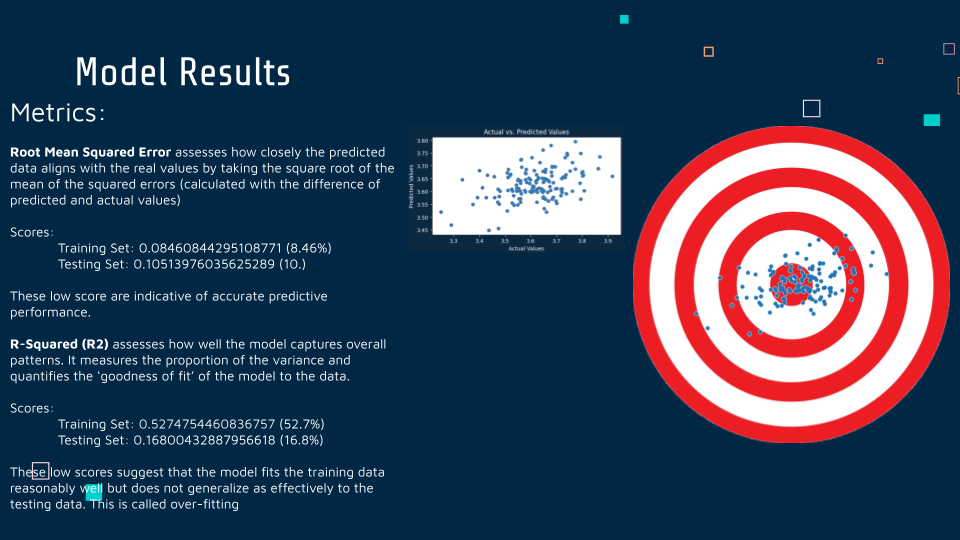 Model Results
Metrics:
Root Mean Squared Error assesses how closely the predicted
data aligns with the real values by taking the square root of the
mean of the squared errors (calculated with the difference of
predicted and actual values)
Scores:
Training Set: 0.08460844295108771 (8.46%)
Testing Set: 0.10513976035625289 (10.)
These low score are indicative of accurate predictive
performance.
R-Squared (R2) assesses how well the model captures overall
patterns. It measures the proportion of the variance and
quantifies the ‘goodness of fit’ of the model to the data.
Scores:
Training Set: 0.5274754460836757 (52.7%)
Testing Set: 0.16800432887956618 (16.8%)
These low scores suggest that the model fits the training data
reasonably well but does not generalize as effectively to the
testing data. This is called over-fitting
Actual vs. Predicted Values
Predicted Values
3.80
3.75
3.70
3.65
3.60
3.55
3.50
3.45
3.3 3.4 3.5 3.6 3.7 3.8 3.9
Actual Values